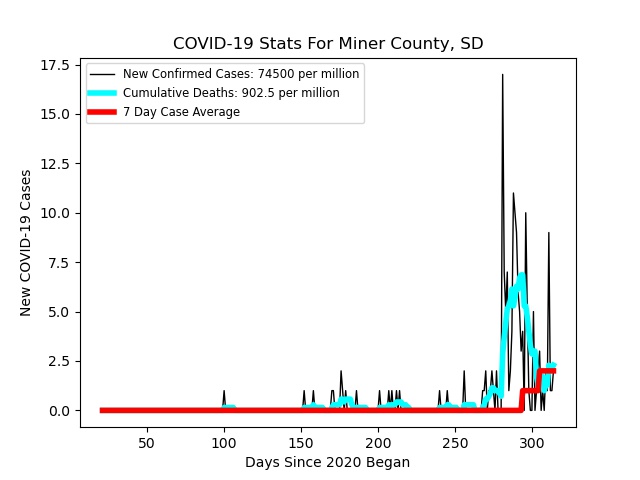 COVID-19 Stats For Miner County, SD
New Confirmed Cases: 74500 per million
Cumulative Deaths: 902.5 per million
7 Day Case Average
17.5
15.0
12.5
10.0
7.5
5.0
2.5
0.0
New COVID-19 Cases
50 100 150 200 250 300
Days Since 2020 Began